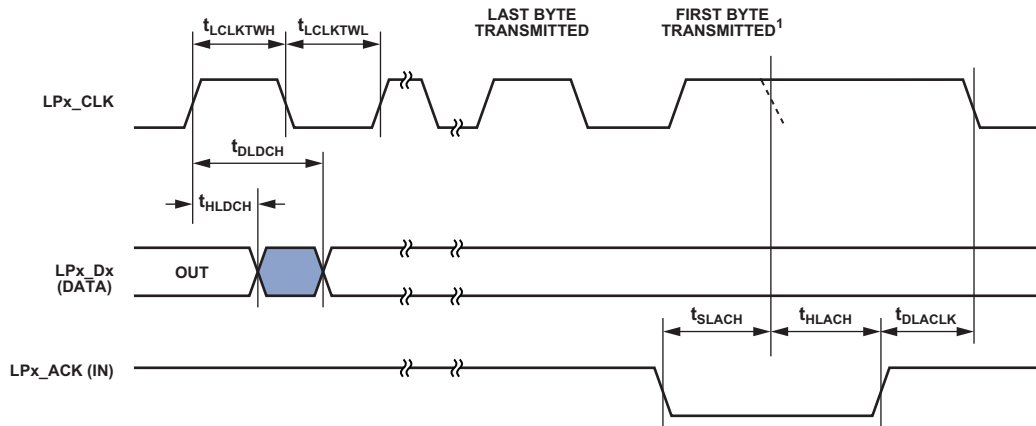 LAST BYTE
TRANSMITTED
FIRST BYTE
TRANSMITTED¹
tLCLKTWH
tLCLKTWL
LPx_CLK
tDLDCH
tHLDCH
LPx_Dx
(DATA)
OUT
tSLACH
tHLACH
tDLACLK
LPx_ACK (IN)